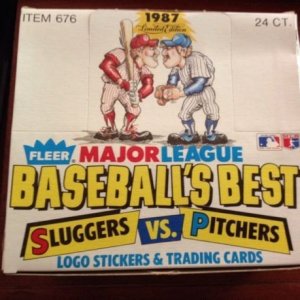 ITEM 676
1987
Limited Edition
24 CT.
FLEER MAJOR LEAGUE
BASEBALL'S BEST
SLUGGERS VS. PITCHERS
LOGO STICKERS & TRADING CARDS